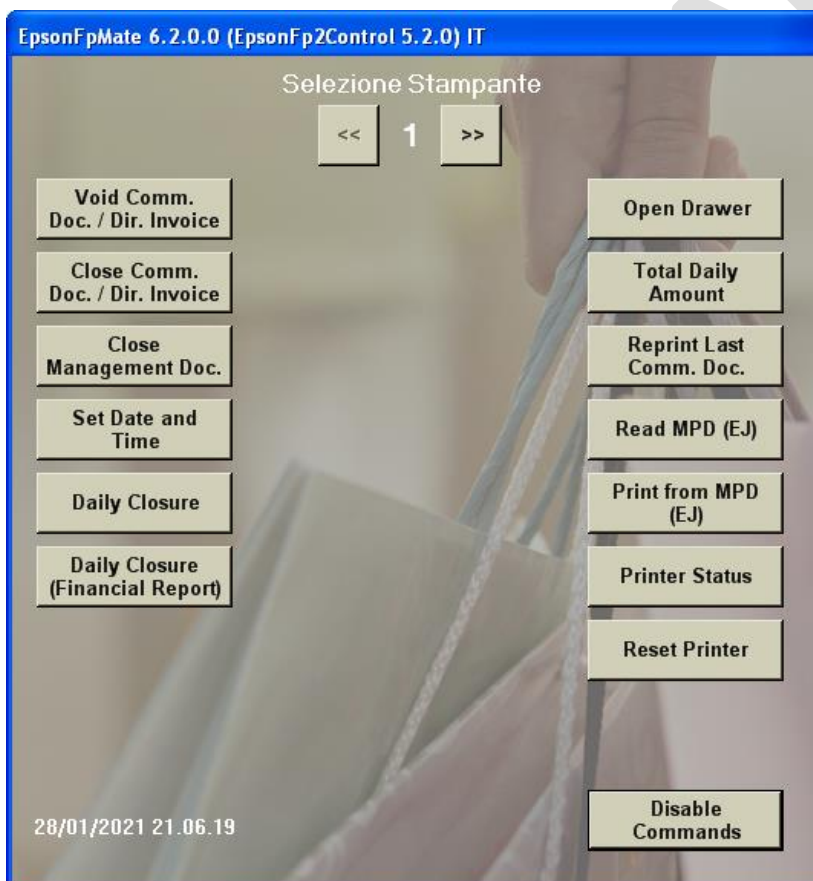 EpsonFpMate 6.2.0.0 (EpsonFp2Control 5.2.0) IT
Selezione Stampante
<< 1 >>
Void Comm.
Doc. / Dir. Invoice
Close Comm.
Doc. / Dir. Invoice
Close
Management Doc.
Set Date and
Time
Daily Closure
Daily Closure
(Financial Report)
Open Drawer
Total Daily
Amount
Reprint Last
Comm. Doc.
Read MPD (EJ)
Print from MPD
(EJ)
Printer Status
Reset Printer
28/01/2021 21.06.19
Disable
Commands